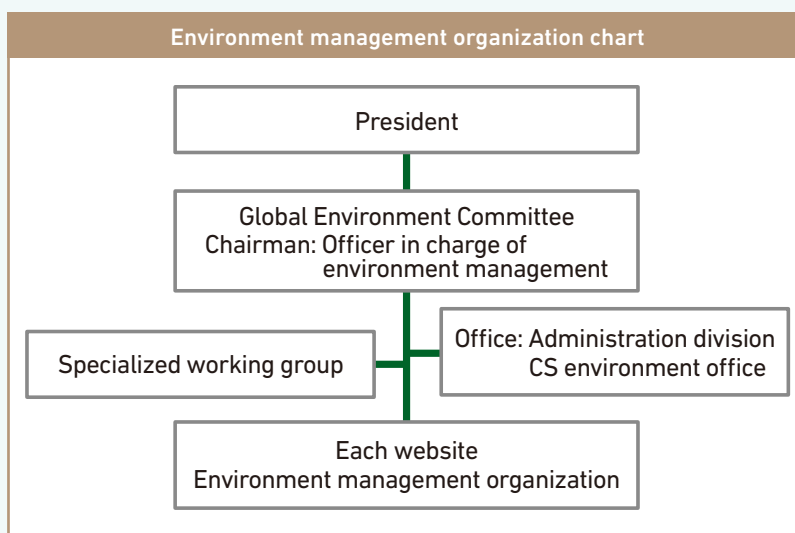 Environment management organization chart
President
Global Environment Committee
Chairman: Officer in charge of
environment management
Specialized working group
Office: Administration division
CS environment office
Each website
Environment management organization